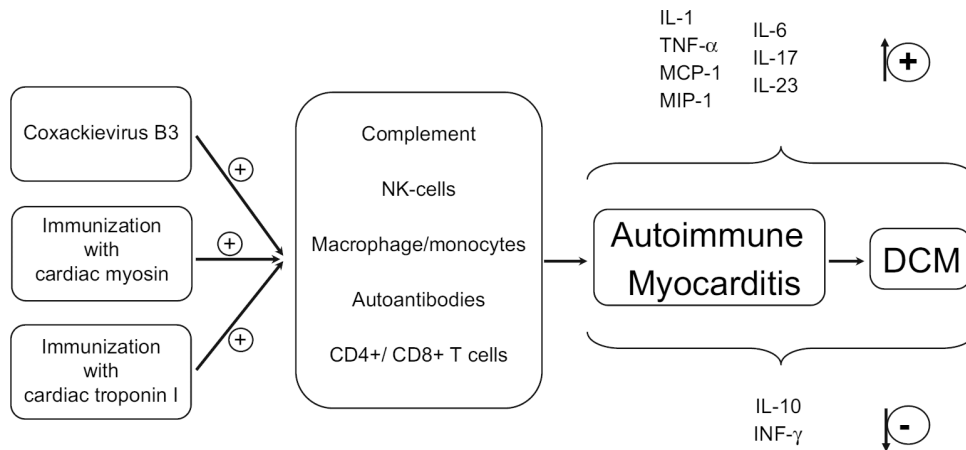 Coxackievirus B3
Immunization
with
cardiac myosin
Immunization
with
cardiac troponin I
+
+
+
Complement
NK-cells
Macrophage/monocytes
Autoantibodies
CD4+/ CD8+ T cells
IL-1
TNF-α
MCP-1
MIP-1
IL-6
IL-17
IL-23
+
Autoimmune
Myocarditis
DCM
IL-10
INF-γ
-